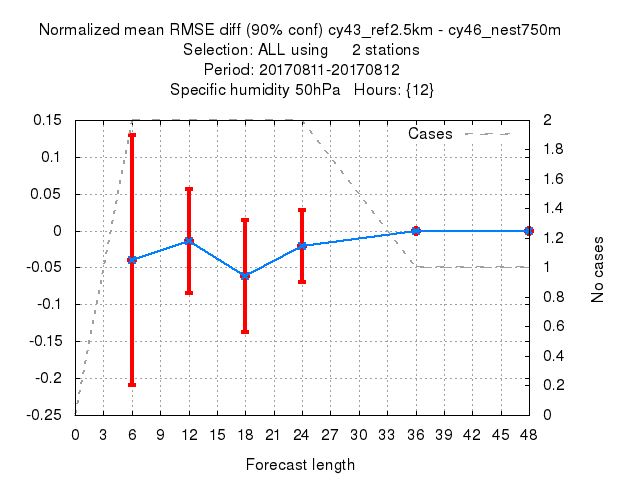 Normalized mean RMSE diff (90% conf) cy43_ref2.5km - cy46_nest750m
Selection: ALL using 2 stations
Period: 20170811-20170812
Specific humidity 50hPa Hours: {12}
Cases
0.15
0.1
0.05
0
-0.05
-0.1
-0.15
-0.2
-0.25
2
1.8
1.6
1.4
1.2
1
0.8
0.6
0.4
0.2
0
No cases
0 3 6 9 12 15 18 21 24 27 30 33 36 39 42 45 48
Forecast length